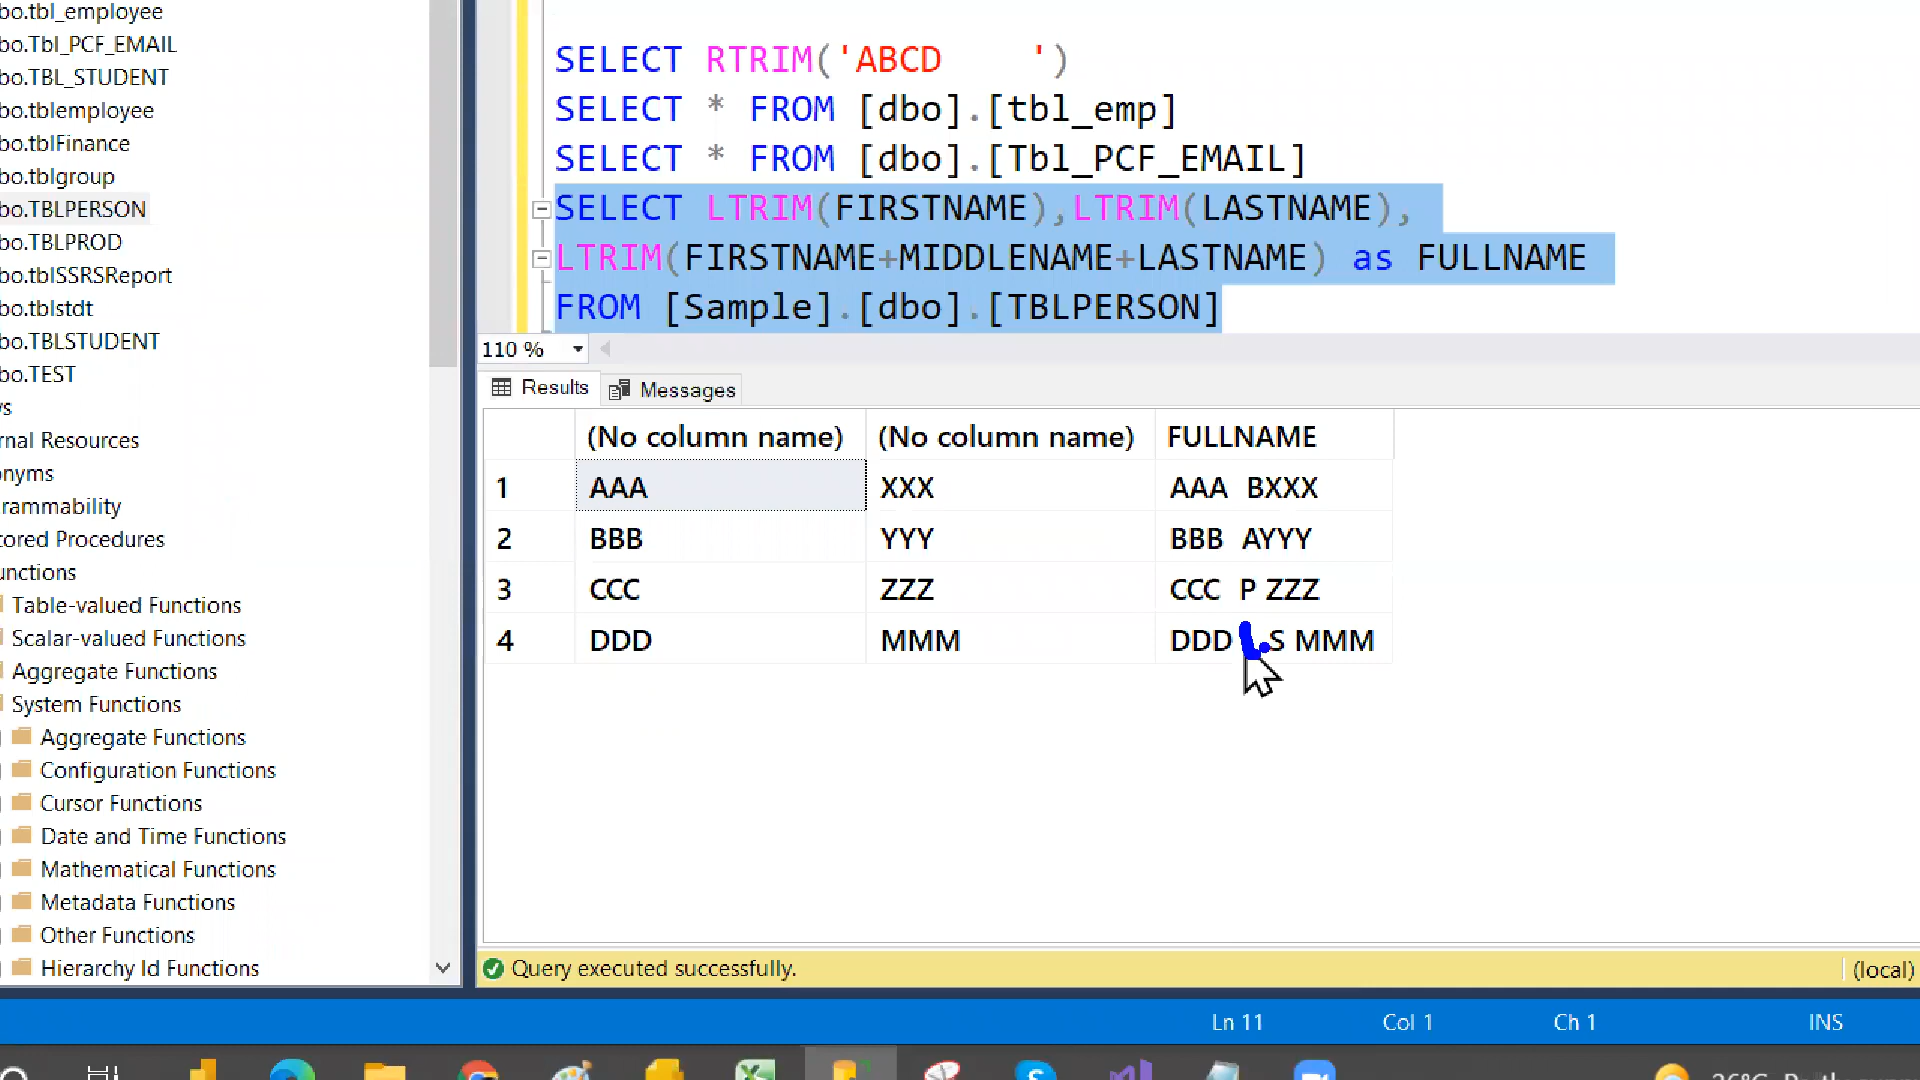 bo.tbl_employee
bo.Tbl_PCF_EMAIL
bo.TBL_STUDENT
bo.tblemployee
bo.tblFinance
bo.tblgroup
bo.TBLPERSON
bo.TBLPROD
bo.tblSSRSReport
bo.tblstdt
bo.TBLSTUDENT
bo.TEST
s
rnal Resources
onyms
rammability
tored Procedures
unctions
Table-valued Functions
Scalar-valued Functions
Aggregate Functions
System Functions
Aggregate Functions
Configuration Functions
Cursor Functions
Date and Time Functions
Mathematical Functions
Metadata Functions
Other Functions
Hierarchy Id Functions
SELECT RTRIM('ABCD    ')
SELECT * FROM [dbo].[tbl_emp]
SELECT * FROM [dbo].[Tbl_PCF_EMAIL]
SELECT LTRIM(FIRSTNAME),LTRIM(LASTNAME),
LTRIM(FIRSTNAME+MIDDLENAME+LASTNAME) as FULLNAME
FROM [Sample].[dbo].[TBLPERSON]
110 %
Results Messages
(No column name) (No column name) FULLNAME
1 AAA XXX AAA  BXXX
2 BBB YYY BBB  AYYY
3 CCC ZZZ CCC  P ZZZ
4 DDD MMM DDD S MMM
Query executed successfully.
(local)
Ln 11 Col 1 Ch 1 INS